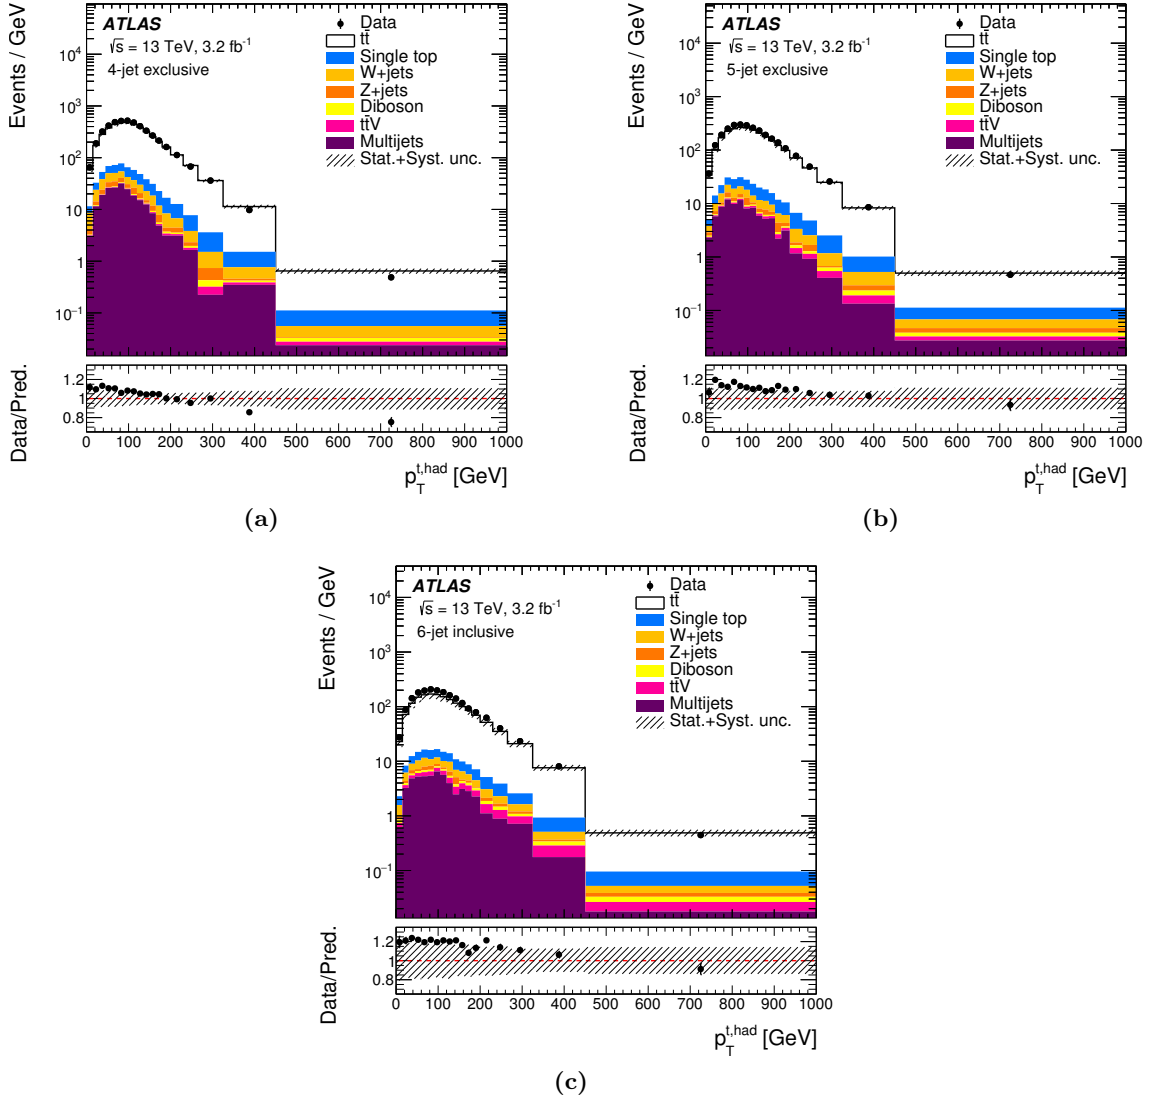 Events / GeV
ATLAS
√s = 13 TeV, 3.2 fb⁻¹
4-jet exclusive
Data
tt̄
Single top
W+jets
Z+jets
Diboson
tt̄V
Multijets
Stat.+Syst. unc.
10⁴
10³
10²
10
1
10⁻¹
Data/Pred.
1.2
1
0.8
0 100 200 300 400 500 600 700 800 900 1000
p_T^{t,had} [GeV]
(a)
Events / GeV
ATLAS
√s = 13 TeV, 3.2 fb⁻¹
5-jet exclusive
Data
tt̄
Single top
W+jets
Z+jets
Diboson
tt̄V
Multijets
Stat.+Syst. unc.
10⁴
10³
10²
10
1
10⁻¹
Data/Pred.
1.2
1
0.8
0 100 200 300 400 500 600 700 800 900 1000
p_T^{t,had} [GeV]
(b)
Events / GeV
ATLAS
√s = 13 TeV, 3.2 fb⁻¹
6-jet inclusive
Data
tt̄
Single top
W+jets
Z+jets
Diboson
tt̄V
Multijets
Stat.+Syst. unc.
10⁴
10³
10²
10
1
10⁻¹
Data/Pred.
1.2
1
0.8
0 100 200 300 400 500 600 700 800 900 1000
p_T^{t,had} [GeV]
(c)